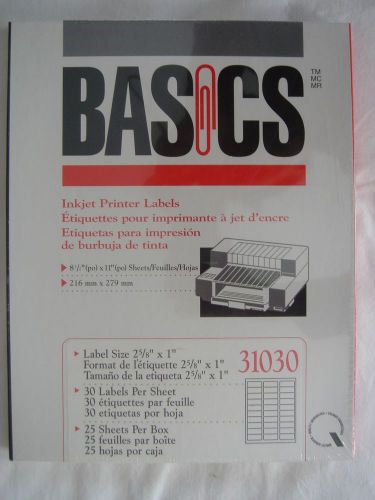 BASICS
TM
MC
MR
Inkjet Printer Labels
Étiquettes pour imprimante à jet d'encre
Etiquetas para impresión
de burbuja de tinta
8 1/2"(po) x 11"(po) Sheets/Feuilles/Hojas
216 mm x 279 mm
Label Size 2 5/8" x 1"
Format de l'étiquette 2 5/8" x 1"
Tamaño de la etiqueta 2 5/8" x 1"
31030
30 Labels Per Sheet
30 étiquettes par feuille
30 etiquetas por hoja
25 Sheets Per Box
25 feuilles par boîte
25 hojas por caja